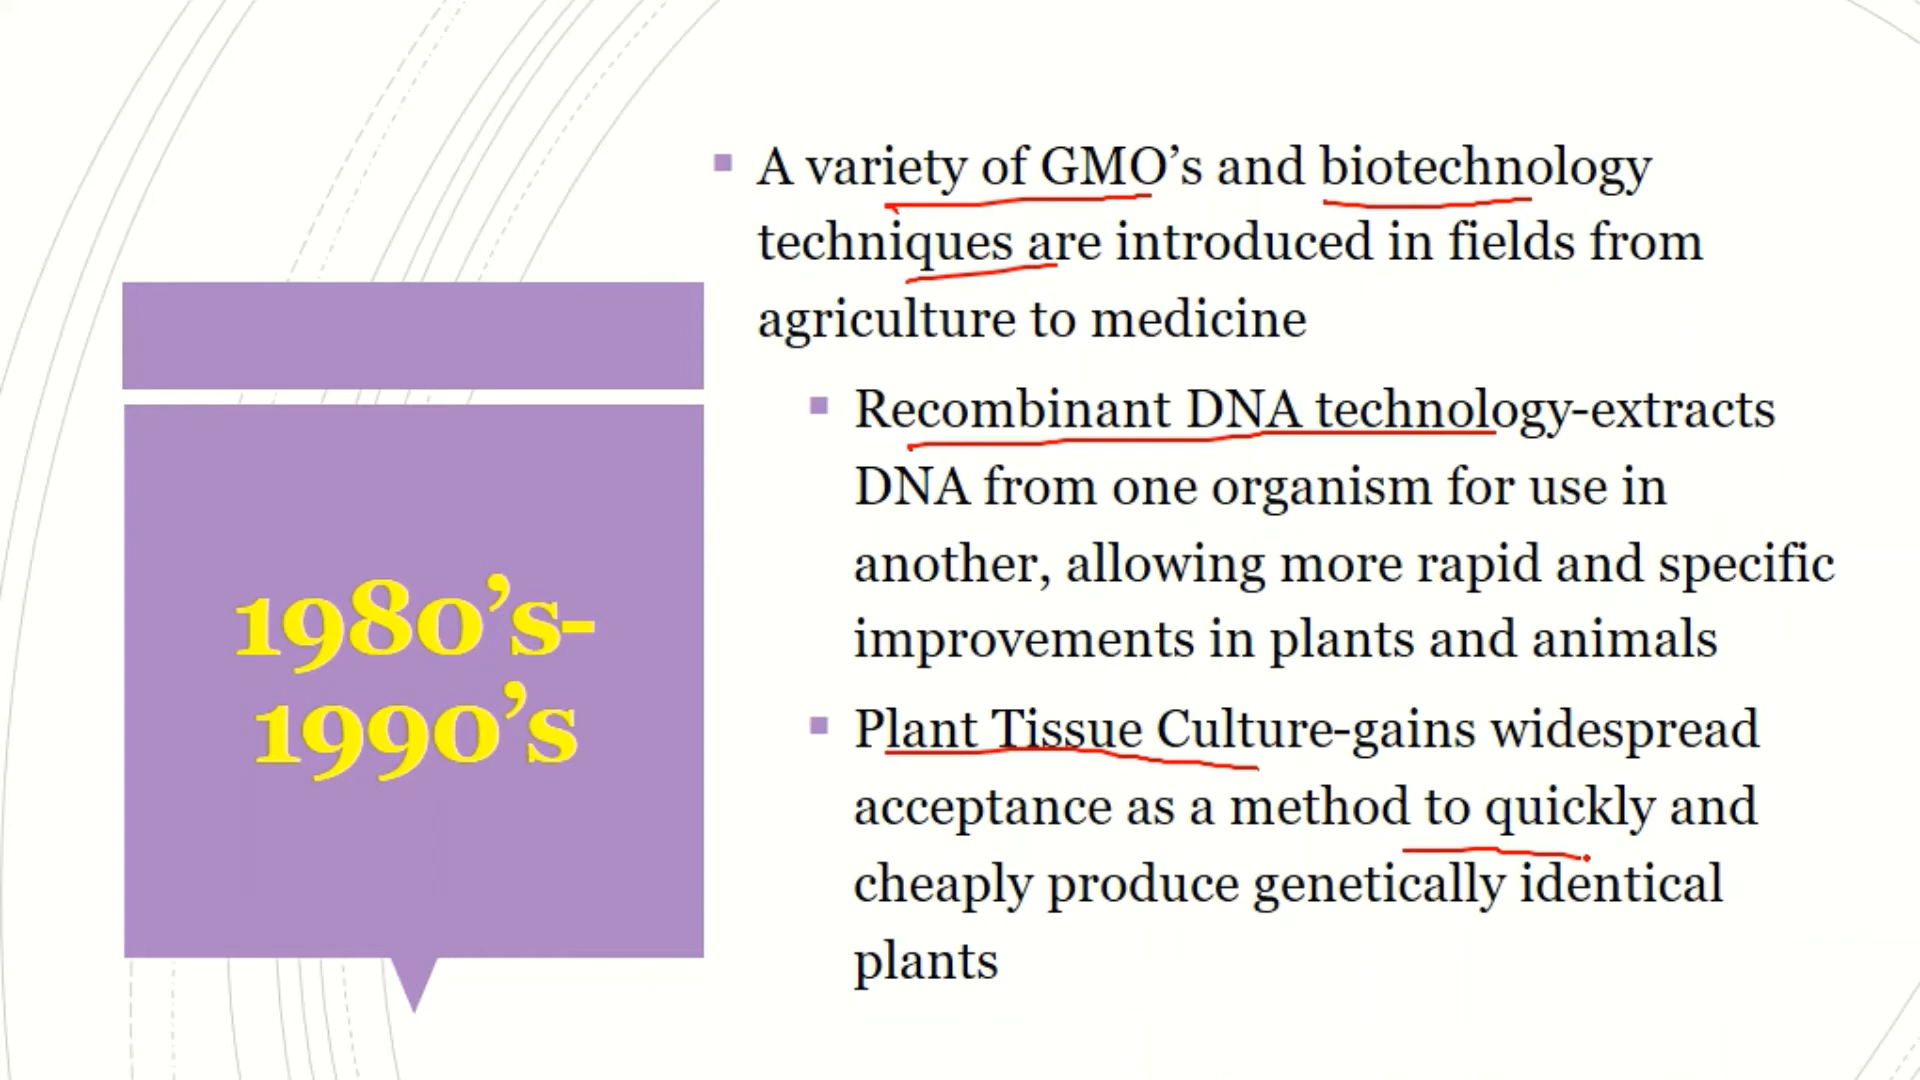 1980's-
1990's
A variety of GMO’s and biotechnology
techniques are introduced in fields from
agriculture to medicine
Recombinant DNA technology-extracts
DNA from one organism for use in
another, allowing more rapid and specific
improvements in plants and animals
Plant Tissue Culture-gains widespread
acceptance as a method to quickly and
cheaply produce genetically identical
plants